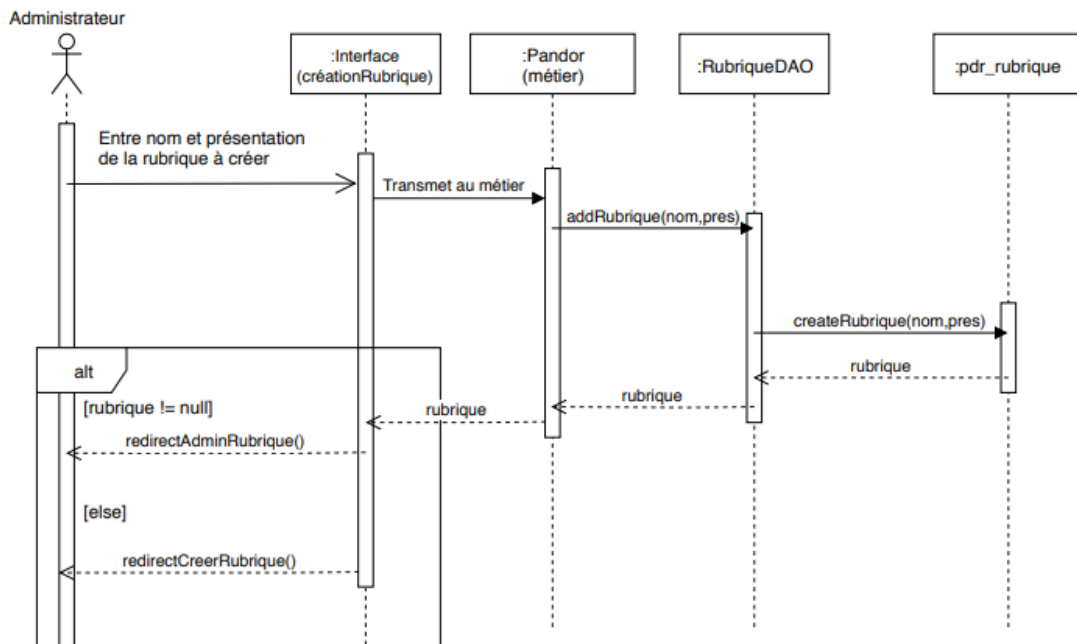 Administrateur
:Interface
(créationRubrique)
:Pandor
(métier)
:RubriqueDAO
:pdr_rubrique
Entre nom et présentation
de la rubrique à créer
Transmet au métier
addRubrique(nom,pres)
createRubrique(nom,pres)
rubrique
rubrique
rubrique
alt
[rubrique != null]
redirectAdminRubrique()
[else]
redirectCreerRubrique()